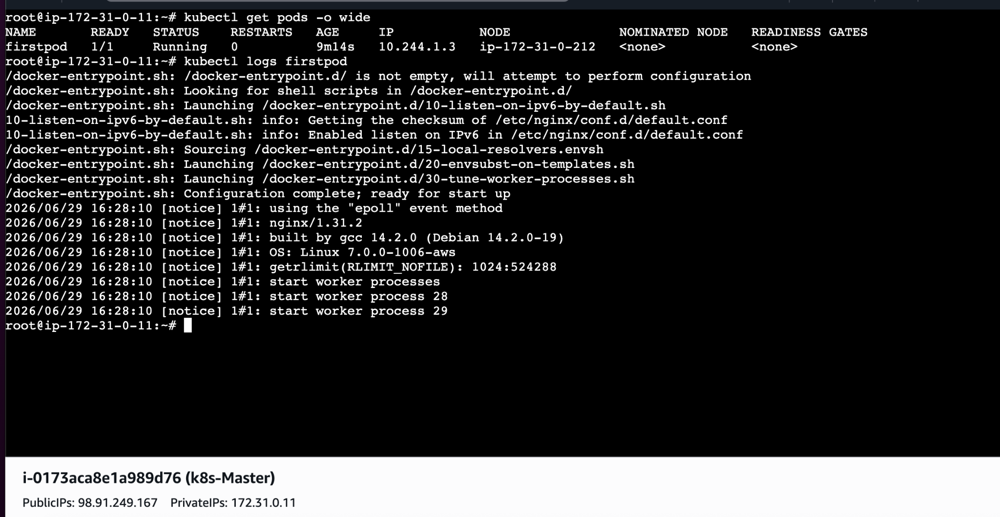 root@ip-172-31-0-11:~# kubectl get pods -o wide
NAME       READY   STATUS    RESTARTS   AGE     IP           NODE              NOMINATED NODE   READINESS GATES
firstpod   1/1     Running   0          9m14s   10.244.1.3   ip-172-31-0-212   <none>           <none>
root@ip-172-31-0-11:~# kubectl logs firstpod
/docker-entrypoint.sh: /docker-entrypoint.d/ is not empty, will attempt to perform configuration
/docker-entrypoint.sh: Looking for shell scripts in /docker-entrypoint.d/
/docker-entrypoint.sh: Launching /docker-entrypoint.d/10-listen-on-ipv6-by-default.sh
10-listen-on-ipv6-by-default.sh: info: Getting the checksum of /etc/nginx/conf.d/default.conf
10-listen-on-ipv6-by-default.sh: info: Enabled listen on IPv6 in /etc/nginx/conf.d/default.conf
/docker-entrypoint.sh: Sourcing /docker-entrypoint.d/15-local-resolvers.envsh
/docker-entrypoint.sh: Launching /docker-entrypoint.d/20-envsubst-on-templates.sh
/docker-entrypoint.sh: Launching /docker-entrypoint.d/30-tune-worker-processes.sh
/docker-entrypoint.sh: Configuration complete; ready for start up
2026/06/29 16:28:10 [notice] 1#1: using the "epoll" event method
2026/06/29 16:28:10 [notice] 1#1: nginx/1.31.2
2026/06/29 16:28:10 [notice] 1#1: built by gcc 14.2.0 (Debian 14.2.0-19)
2026/06/29 16:28:10 [notice] 1#1: OS: Linux 7.0.0-1006-aws
2026/06/29 16:28:10 [notice] 1#1: getrlimit(RLIMIT_NOFILE): 1024:524288
2026/06/29 16:28:10 [notice] 1#1: start worker processes
2026/06/29 16:28:10 [notice] 1#1: start worker process 28
2026/06/29 16:28:10 [notice] 1#1: start worker process 29
root@ip-172-31-0-11:~#
i-0173aca8e1a989d76 (k8s-Master)
PublicIPs: 98.91.249.167    PrivateIPs: 172.31.0.11